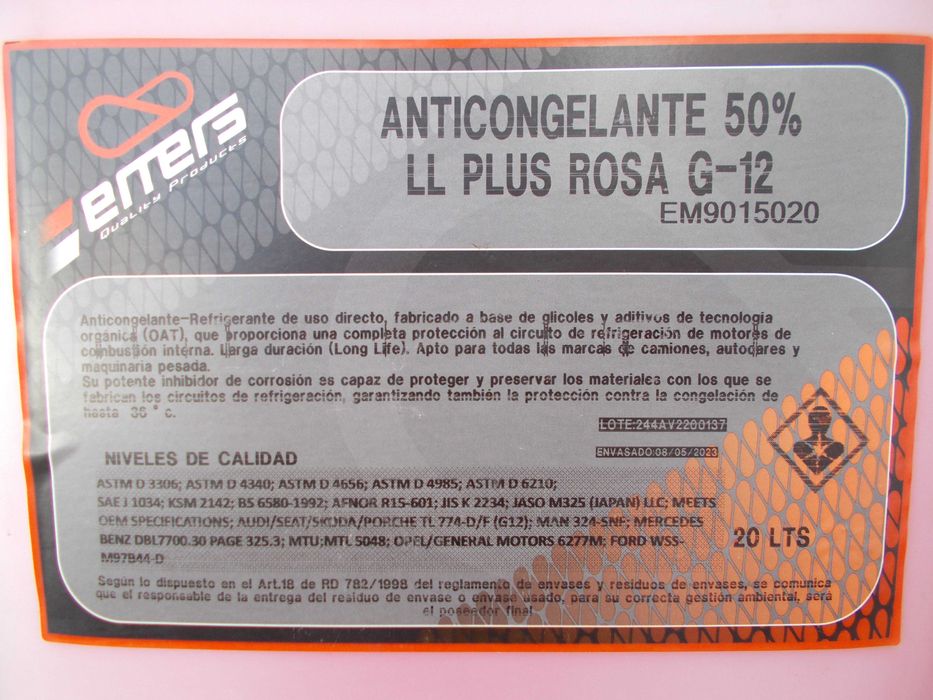 emers
Quality Products
ANTICONGELANTE 50%
LL PLUS ROSA G-12
EM9015020
Anticongelante-Refrigerante de uso directo, fabricado a base de glicoles y aditivos de tecnología
orgánica (OAT), que proporciona una completa protección al circuito de refrigeración de motores de
combustión interna. Larga duración (Long Life). Apto para todas las marcas de camiones, autocares y
maquinaria pesada.
Su potente inhibidor de corrosión es capaz de proteger y preservar los materiales con los que se
fabrican los circuitos de refrigeración, garantizando también la protección contra la congelación de
hasta 36 ° c.
LOTE:244AV2200137
ENVASADO:08/05/2023
NIVELES DE CALIDAD
ASTM D 3306; ASTM D 4340; ASTM D 4656; ASTM D 4985; ASTM D 6210;
SAE J 1034; KSM 2142; BS 6580-1992; AFNOR R15-601; JIS K 2234; JASO M325 (JAPAN) LLC; MEETS
OEM SPECIFICATIONS; AUDI/SEAT/SKODA/PORCHE TL 774-D/F (G12); MAN 324-SNF; MERCEDES
BENZ DBL7700.30 PAGE 325.3; MTU;MTL 5048; OPEL/GENERAL MOTORS 6277M; FORD WSS-
M97B44-D
20 LTS
Según lo dispuesto en el Art.18 de RD 782/1998 del reglamento de envases y residuos de envases, se comunica
que el responsable de la entrega del residuo de envase o envase usado, para su correcta gestión ambiental, será
el poseedor final.